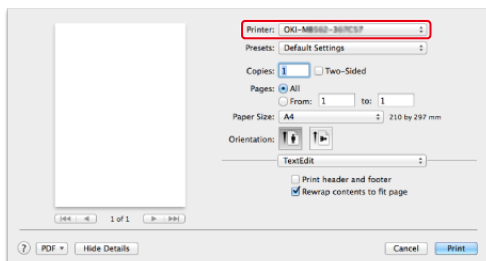 Printer: OKI-MB
Presets: Default Settings
Copies: 1 Two-Sided
Pages: All
From: 1 to: 1
Paper Size: A4 210 by 297 mm
Orientation:
TextEdit
Print header and footer
Rewrap contents to fit page
1 of 1
? PDF Hide Details Cancel Print